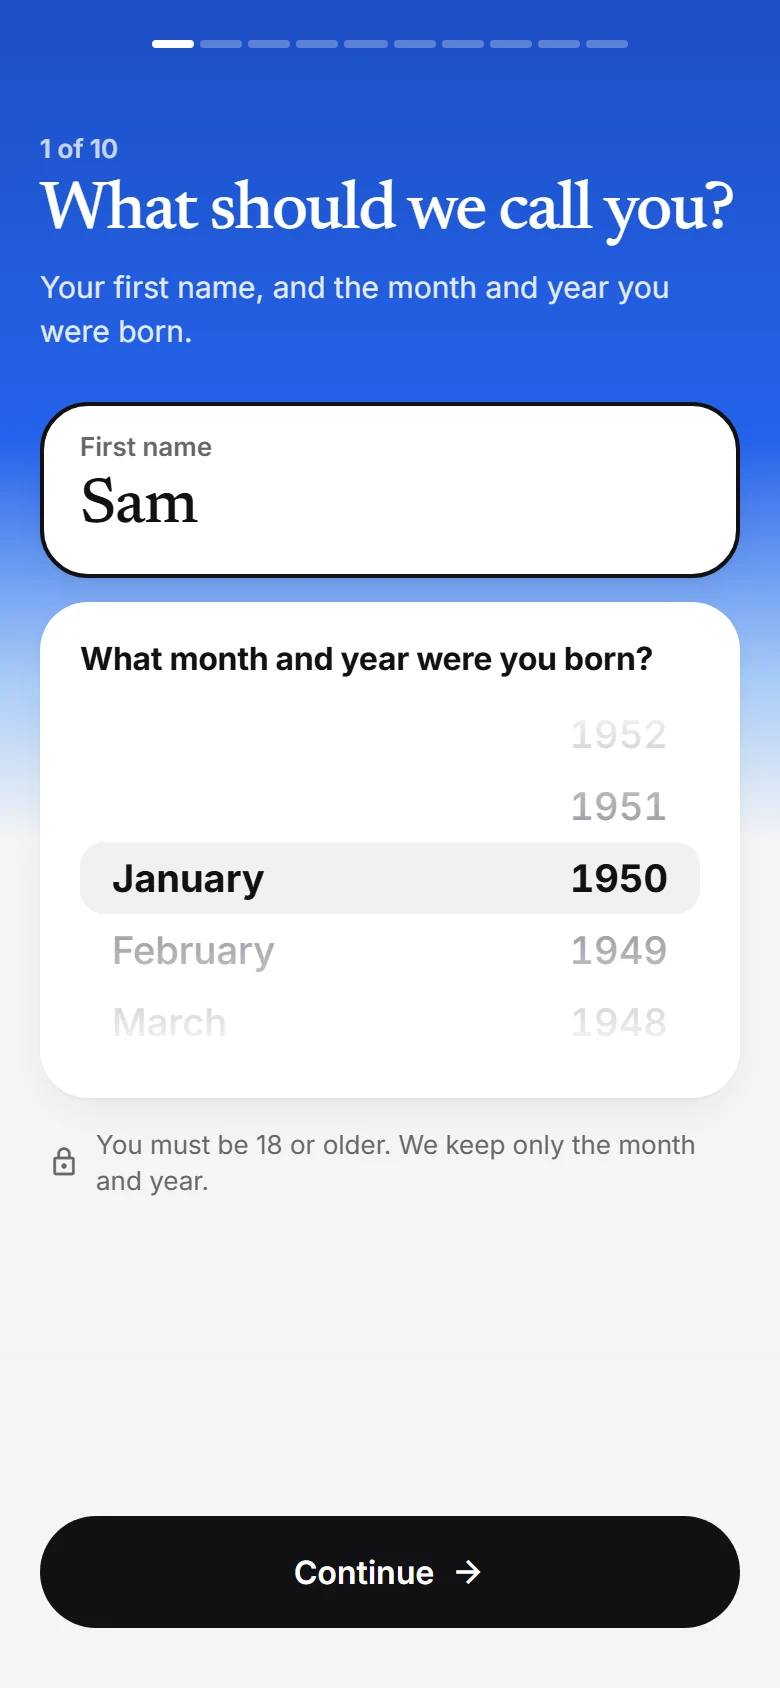 1 of 10
What should we call you?
Your first name, and the month and year you
were born.
First name
Sam
What month and year were you born?
1952
1951
January 1950
February 1949
March 1948
You must be 18 or older. We keep only the month
and year.
Continue →